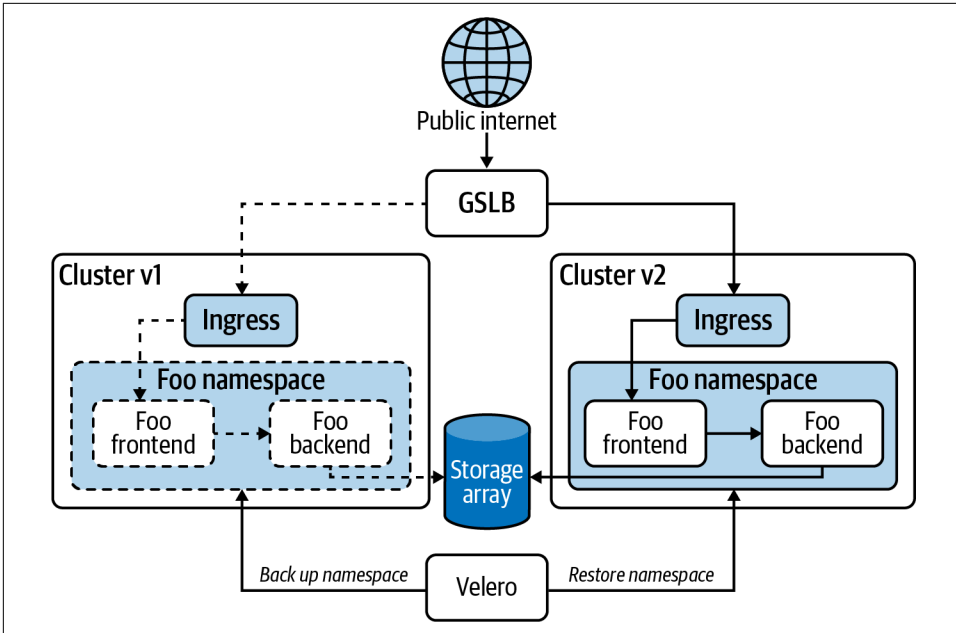 Public internet
GSLB
Cluster v1
Ingress
Foo namespace
Foo
frontend
Foo
backend
Cluster v2
Ingress
Foo namespace
Foo
frontend
Foo
backend
Storage
array
Back up namespace
Velero
Restore namespace